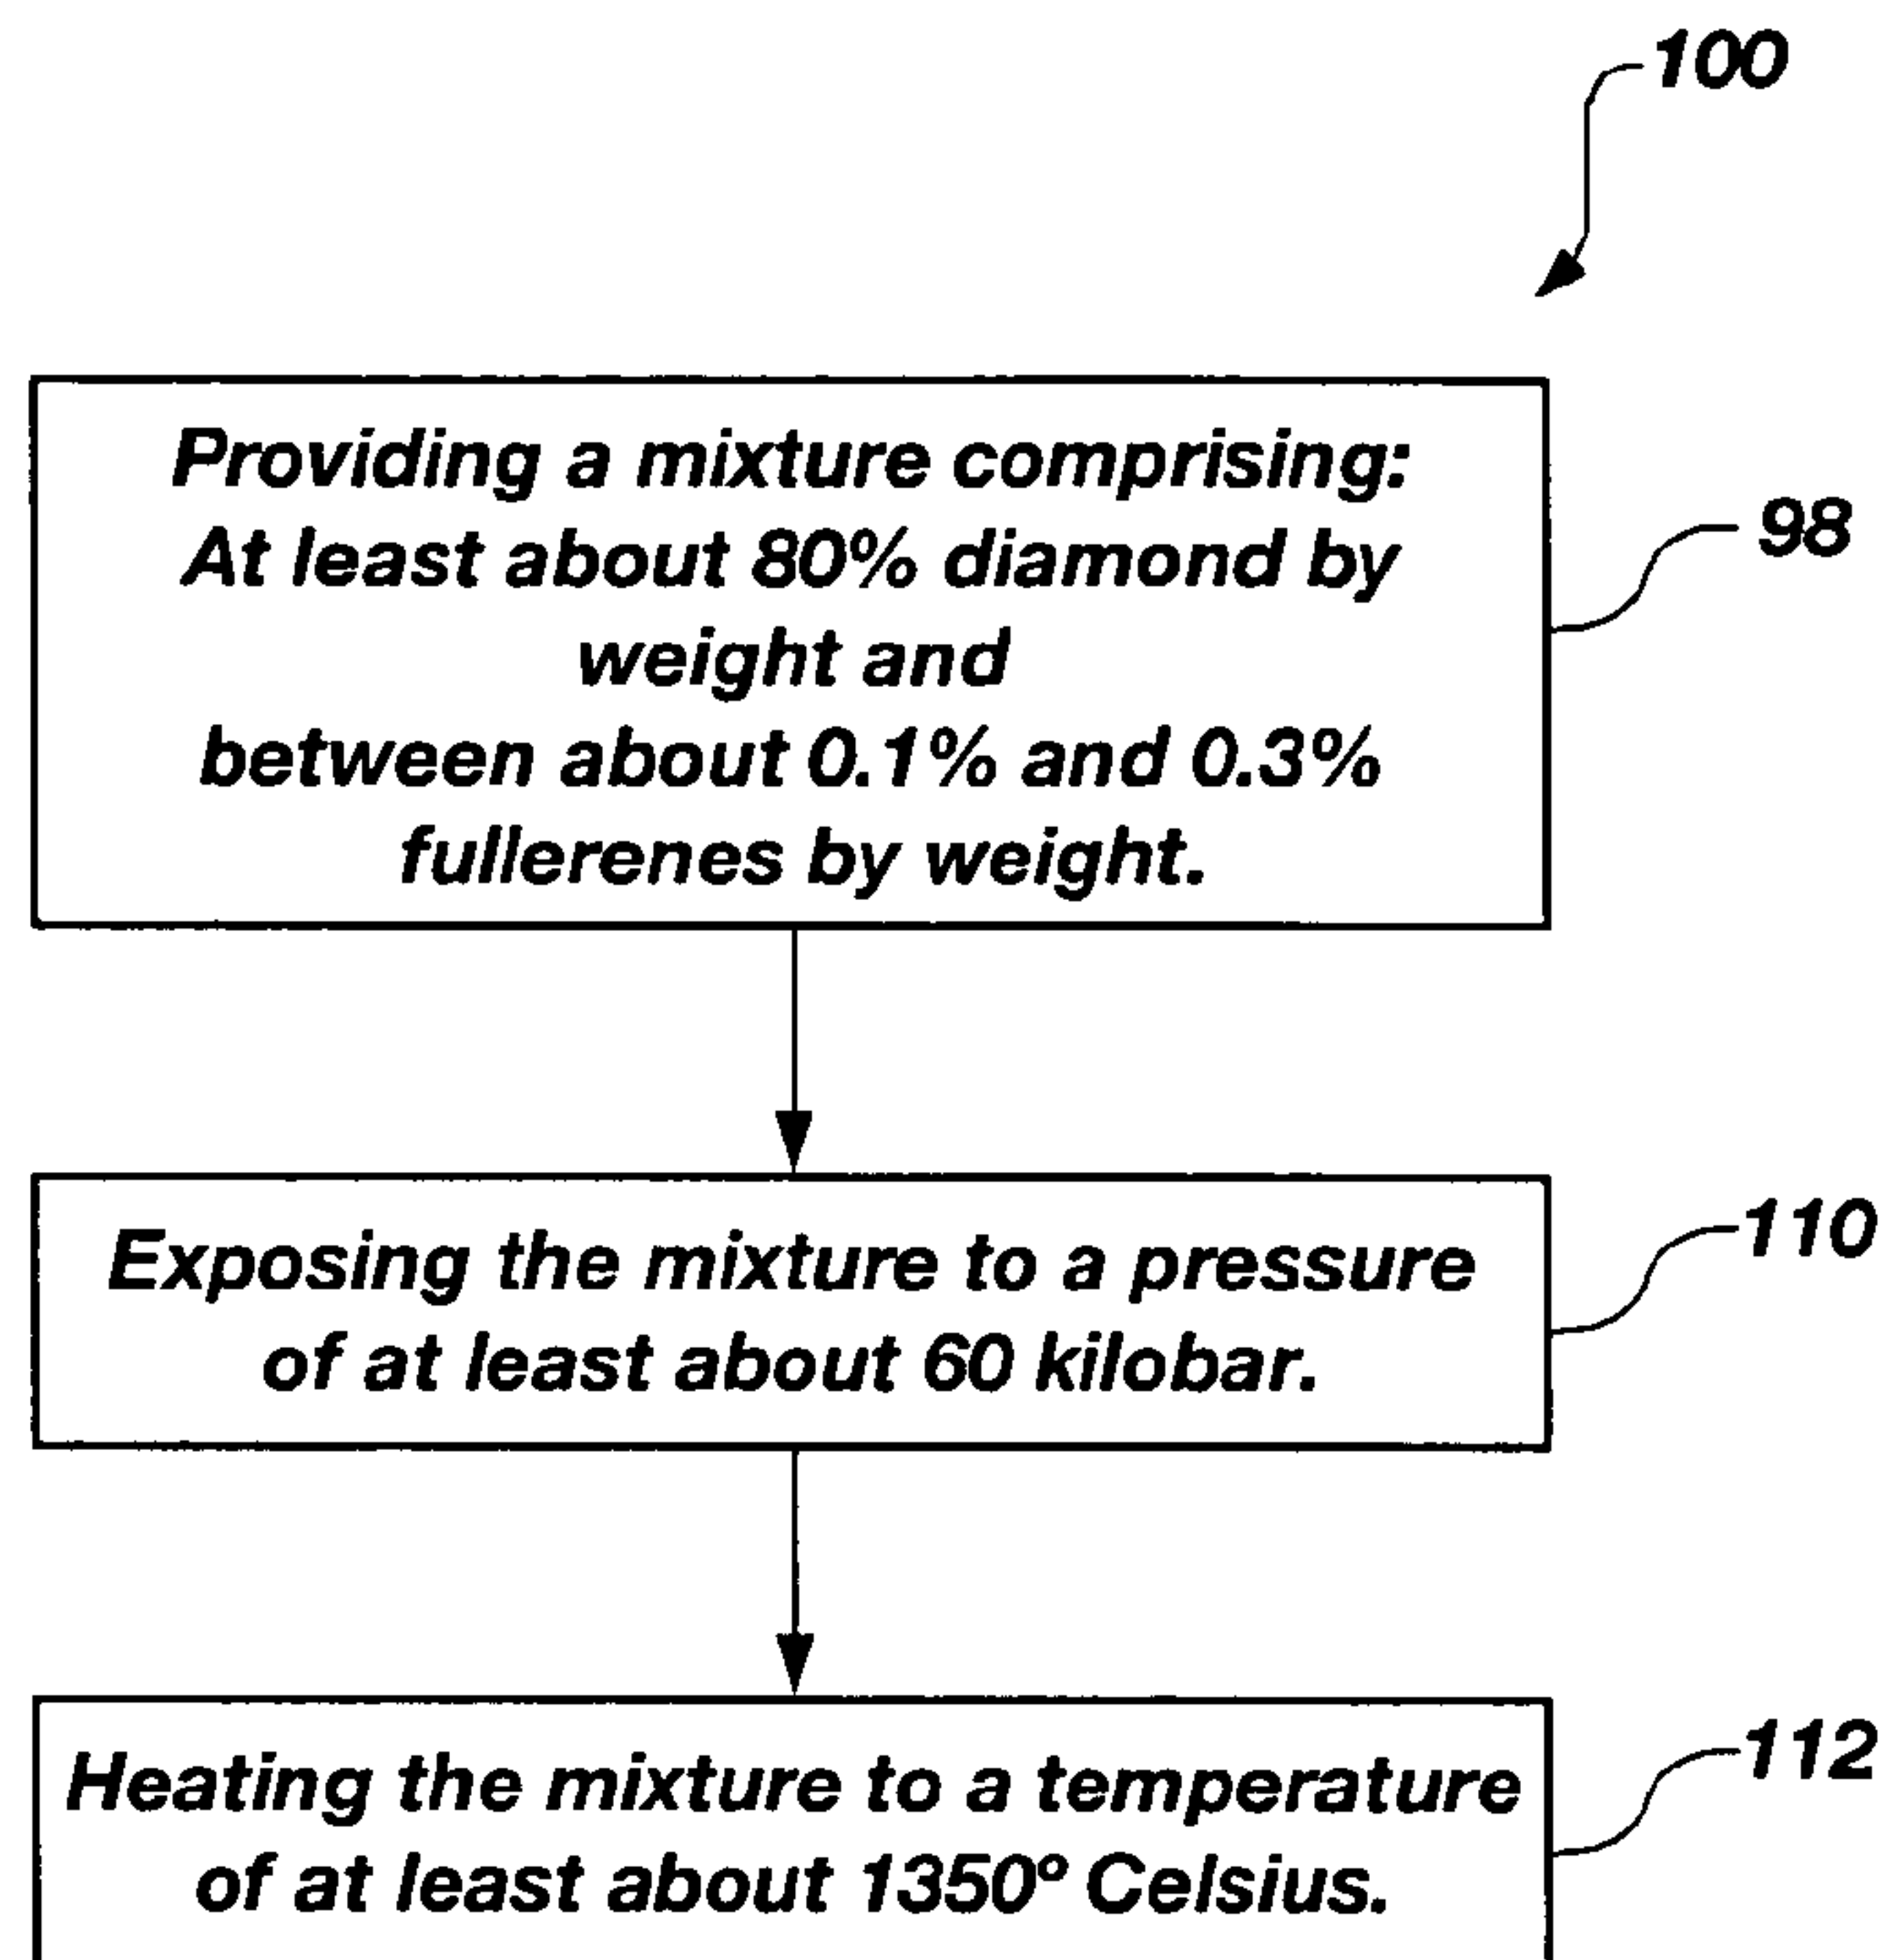 100
Providing a mixture comprising:
At least about 80% diamond by
weight and
between about 0.1% and 0.3%
fullerenes by weight.
98
Exposing the mixture to a pressure
of at least about 60 kilobar.
110
Heating the mixture to a temperature
of at least about 1350º Celsius.
112